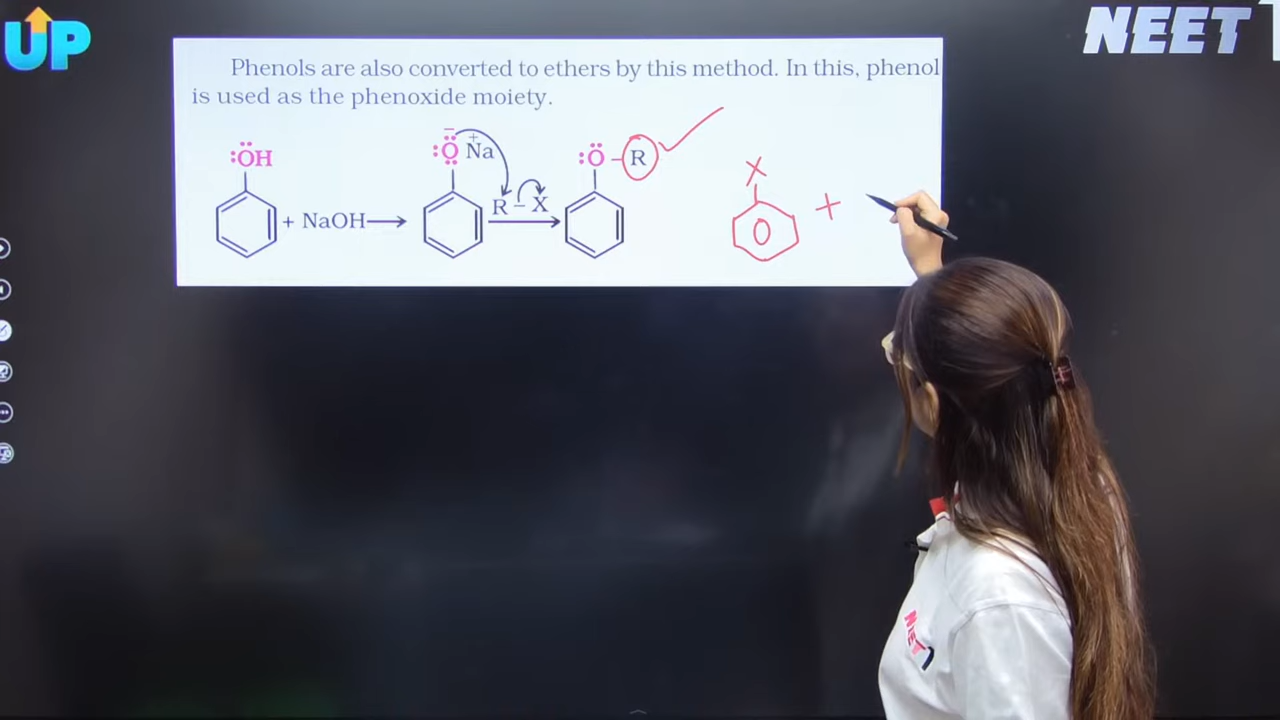 UP
NEET
Phenols are also converted to ethers by this method. In this, phenol
is used as the phenoxide moiety.
:ÖH
:Ö:⁻ Na⁺
:Ö – R
X
+ NaOH ⟶
R – X
+
NEET